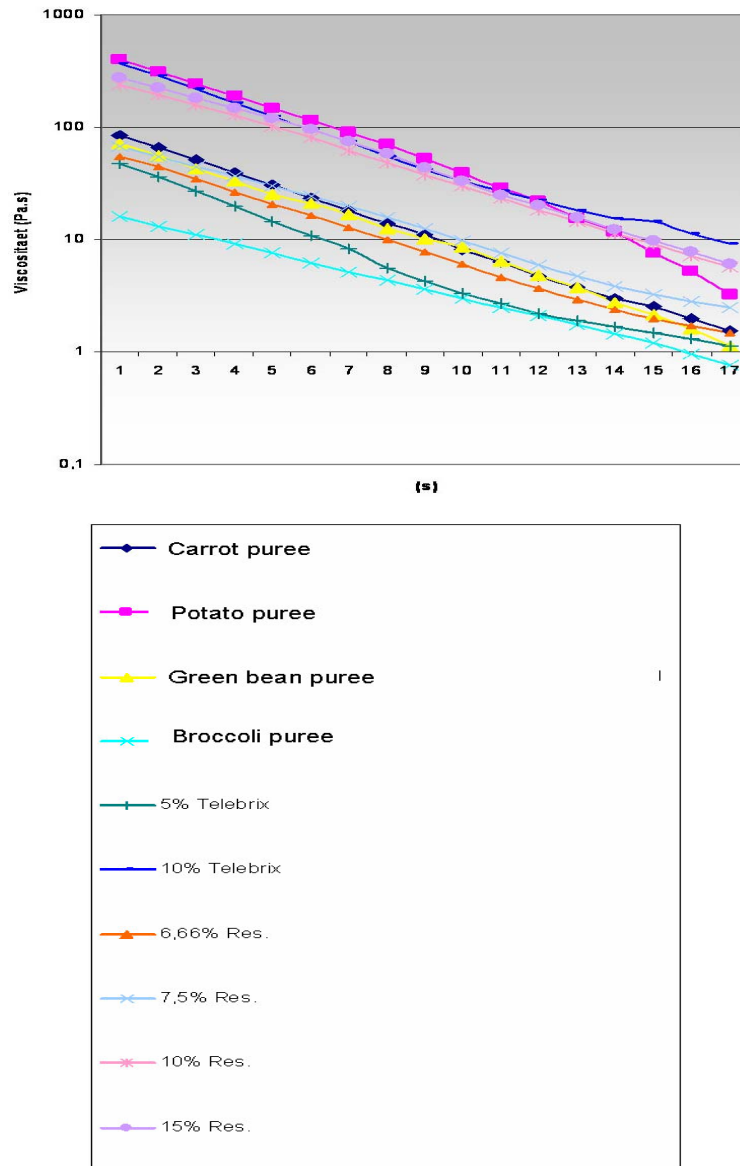 1000
100
10
1
0,1
Viscositaet (Pa.s)
1 2 3 4 5 6 7 8 9 10 11 12 13 14 15 16 17
(s)
Carrot puree
Potato puree
Green bean puree
Broccoli puree
5% Telebrix
10% Telebrix
6,66% Res.
7,5% Res.
10% Res.
15% Res.